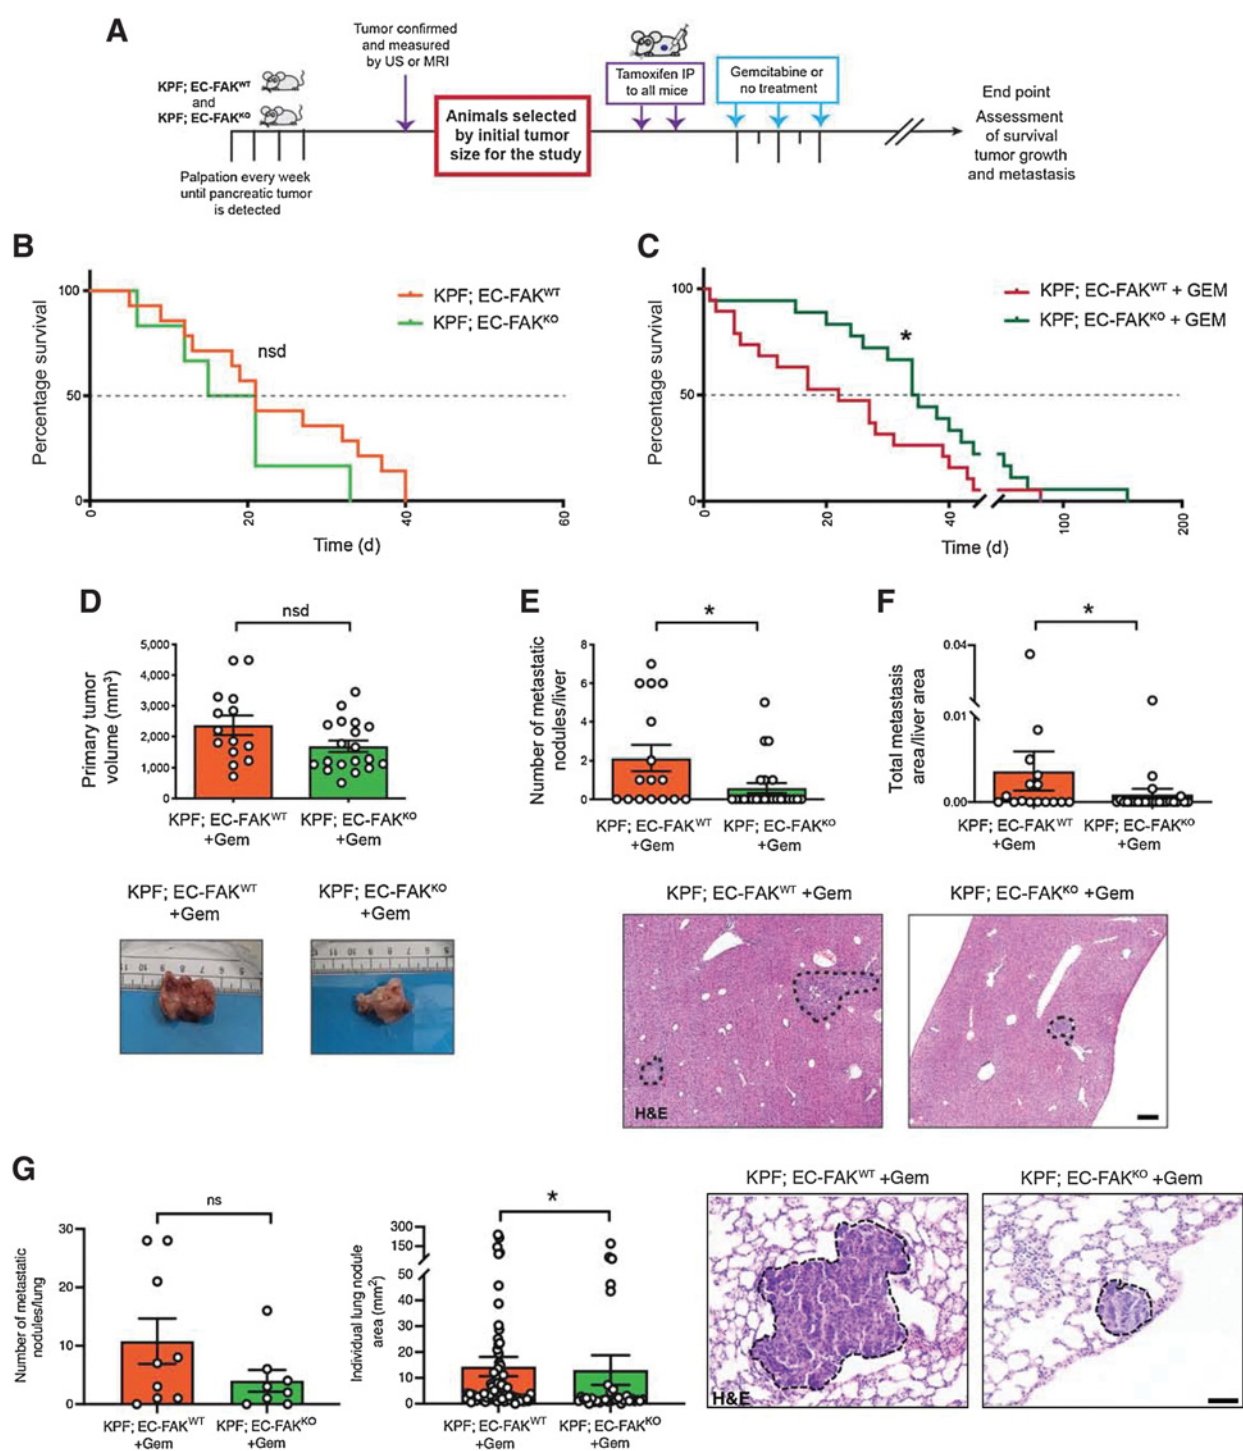 A
Tumor confirmed
and measured
by US or MRI
KPF; EC-FAKᵂᵀ
and
KPF; EC-FAKᴷᴼ
Palpation every week
until pancreatic tumor
is detected
Animals selected
by initial tumor
size for the study
Tamoxifen IP
to all mice
Gemcitabine or
no treatment
End point
Assessment
of survival
tumor growth
and metastasis
B
Percentage survival
100
50
0
0
20
40
60
Time (d)
KPF; EC-FAKᵂᵀ
KPF; EC-FAKᴷᴼ
nsd
C
Percentage survival
100
50
0
0
20
40
100
200
Time (d)
KPF; EC-FAKᵂᵀ + GEM
KPF; EC-FAKᴷᴼ + GEM
*
D
nsd
Primary tumor
volume (mm³)
5,000
4,000
3,000
2,000
1,000
0
KPF; EC-FAKᵂᵀ
+Gem
KPF; EC-FAKᴷᴼ
+Gem
KPF; EC-FAKᵂᵀ
+Gem
KPF; EC-FAKᴷᴼ
+Gem
E
*
Number of metastatic
nodules/liver
8
6
4
2
0
KPF; EC-FAKᵂᵀ
+Gem
KPF; EC-FAKᴷᴼ
+Gem
F
*
Total metastasis
area/liver area
0.04
0.01
0.00
KPF; EC-FAKᵂᵀ
+Gem
KPF; EC-FAKᴷᴼ
+Gem
KPF; EC-FAKᵂᵀ +Gem
KPF; EC-FAKᴷᴼ +Gem
H&E
G
ns
Number of metastatic
nodules/lung
30
20
10
0
KPF; EC-FAKᵂᵀ
+Gem
KPF; EC-FAKᴷᴼ
+Gem
*
Individual lung nodule
area (mm²)
300
150
50
40
30
20
10
0
KPF; EC-FAKᵂᵀ
+Gem
KPF; EC-FAKᴷᴼ
+Gem
KPF; EC-FAKᵂᵀ +Gem
KPF; EC-FAKᴷᴼ +Gem
H&E